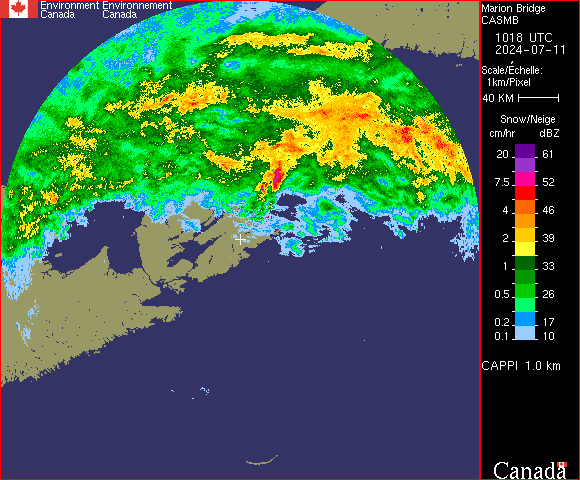 Environment Environnement
Canada Canada
Marion Bridge
CASMB
1018 UTC
2024-07-11
Scale/Échelle:
1km/Pixel
40 KM
Snow/Neige
cm/hr dBZ
20 61
7.5 52
4 46
2 39
1 33
0.5 26
0.2 17
0.1 10
CAPPI 1.0 km
Canada